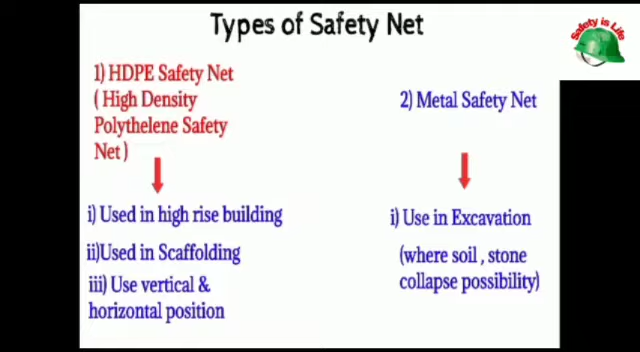 Types of Safety Net
Safety is Life
1) HDPE Safety Net
( High Density
Polythelene Safety
Net )
2) Metal Safety Net
i) Used in high rise building
ii)Used in Scaffolding
iii) Use vertical &
horizontal position
i) Use in Excavation
(where soil , stone
collapse possibility)